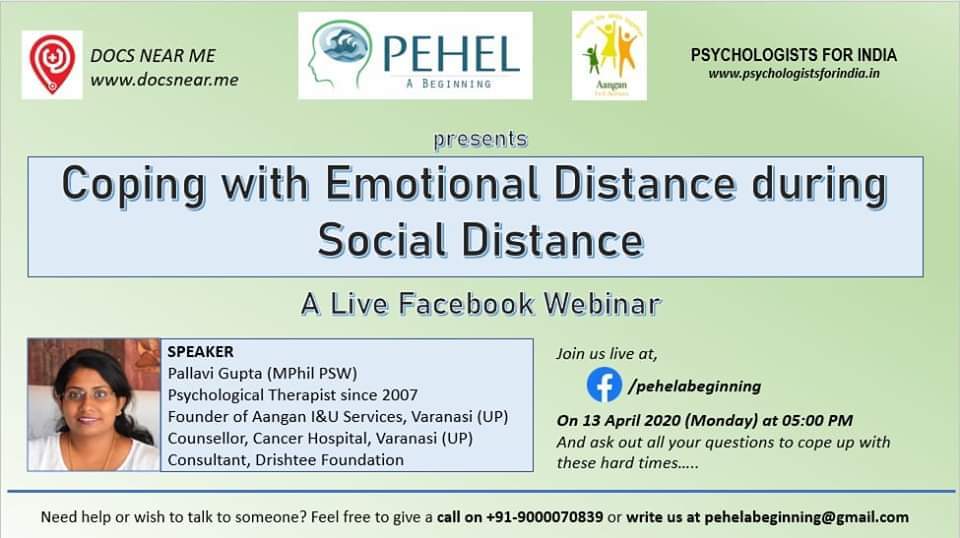 DOCS NEAR ME
www.docsnear.me
PEHEL
A BEGINNING
Aangan
PSYCHOLOGISTS FOR INDIA
www.psychologistsforindia.in
presents
Coping with Emotional Distance during
Social Distance
A Live Facebook Webinar
SPEAKER
Pallavi Gupta (MPhil PSW)
Psychological Therapist since 2007
Founder of Aangan I&U Services, Varanasi (UP)
Counsellor, Cancer Hospital, Varanasi (UP)
Consultant, Drishtee Foundation
Join us live at,
/pehelabeginning
On 13 April 2020 (Monday) at 05:00 PM
And ask out all your questions to cope up with
these hard times.....
Need help or wish to talk to someone? Feel free to give a call on +91-9000070839 or write us at pehelabeginning@gmail.com